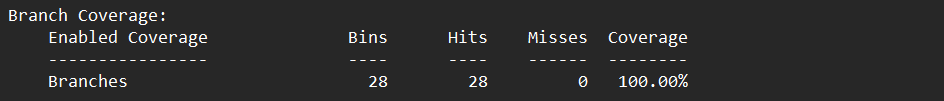 Branch Coverage:
    Enabled Coverage              Bins      Hits    Misses  Coverage
    ----------------              ----      ----    ------  --------
    Branches                        28        28         0   100.00%